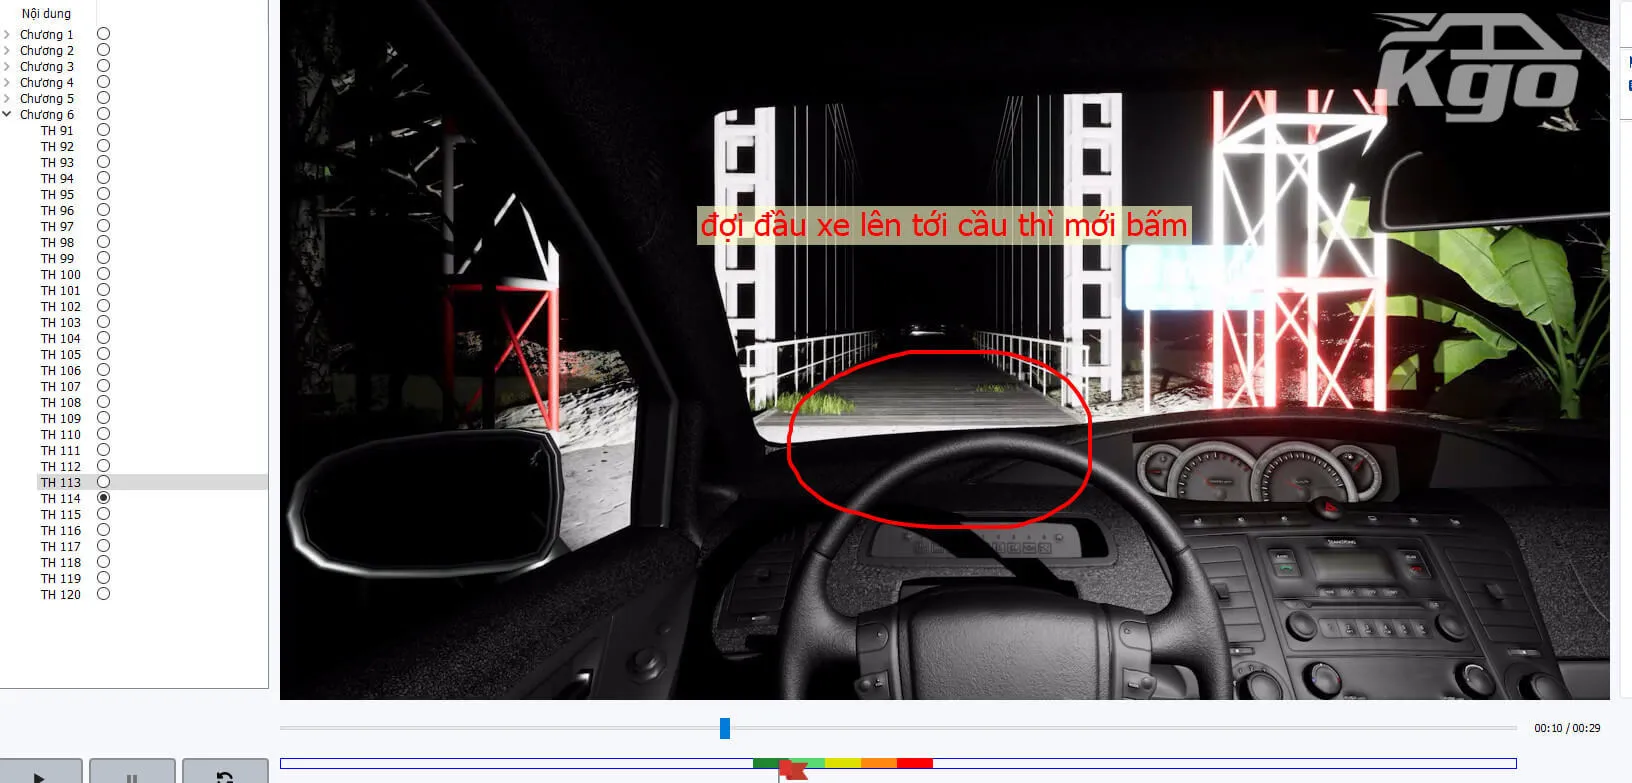 Nội dung
Chương 1
Chương 2
Chương 3
Chương 4
Chương 5
Chương 6
TH 91
TH 92
TH 93
TH 94
TH 95
TH 96
TH 97
TH 98
TH 99
TH 100
TH 101
TH 102
TH 103
TH 104
TH 105
TH 106
TH 107
TH 108
TH 109
TH 110
TH 111
TH 112
TH 113
TH 114
TH 115
TH 116
TH 117
TH 118
TH 119
TH 120
Kgo
đợi đầu xe lên tới cầu thì mới bấm
00:10 / 00:29